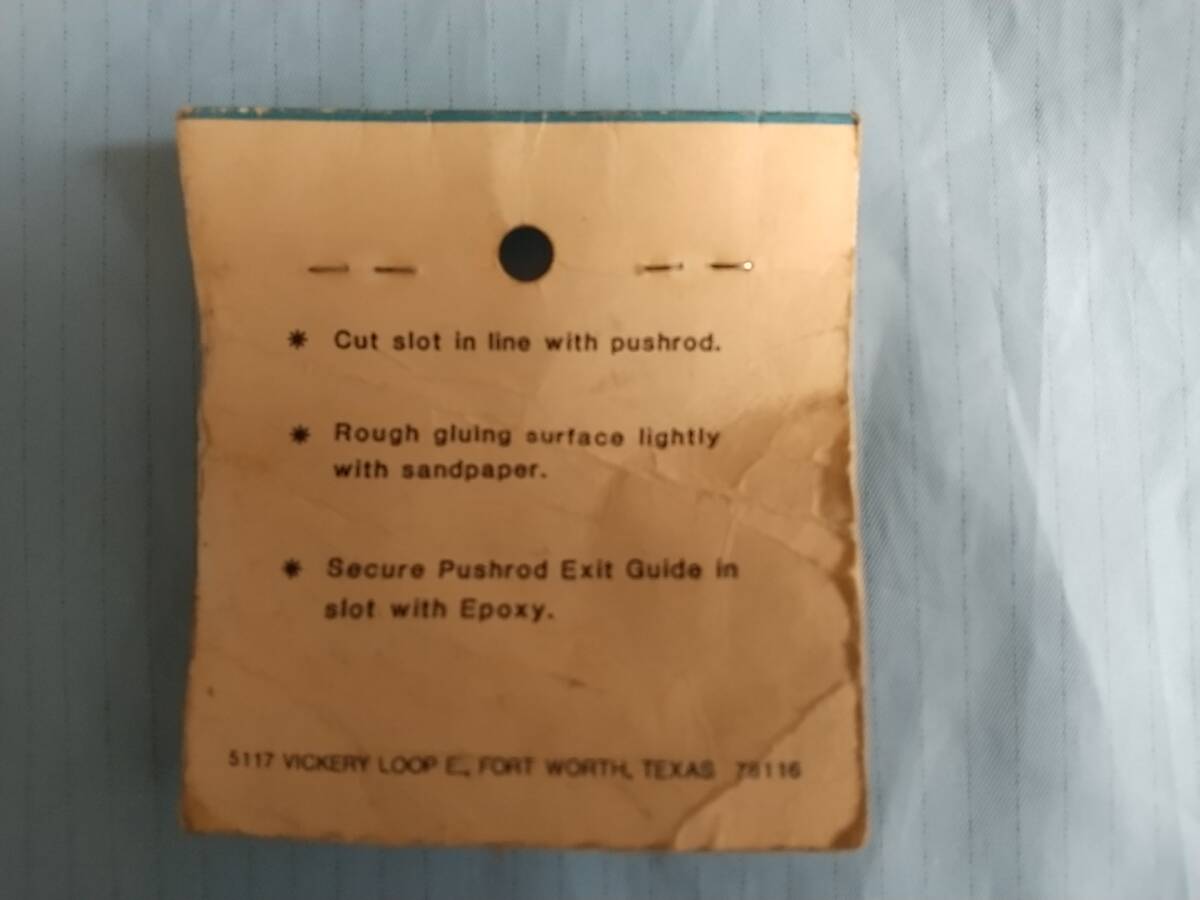 * Cut slot in line with pushrod.
* Rough gluing surface lightly
with sandpaper.
* Secure Pushrod Exit Guide in
slot with Epoxy.
5117 VICKERY LOOP E., FORT WORTH, TEXAS 76116